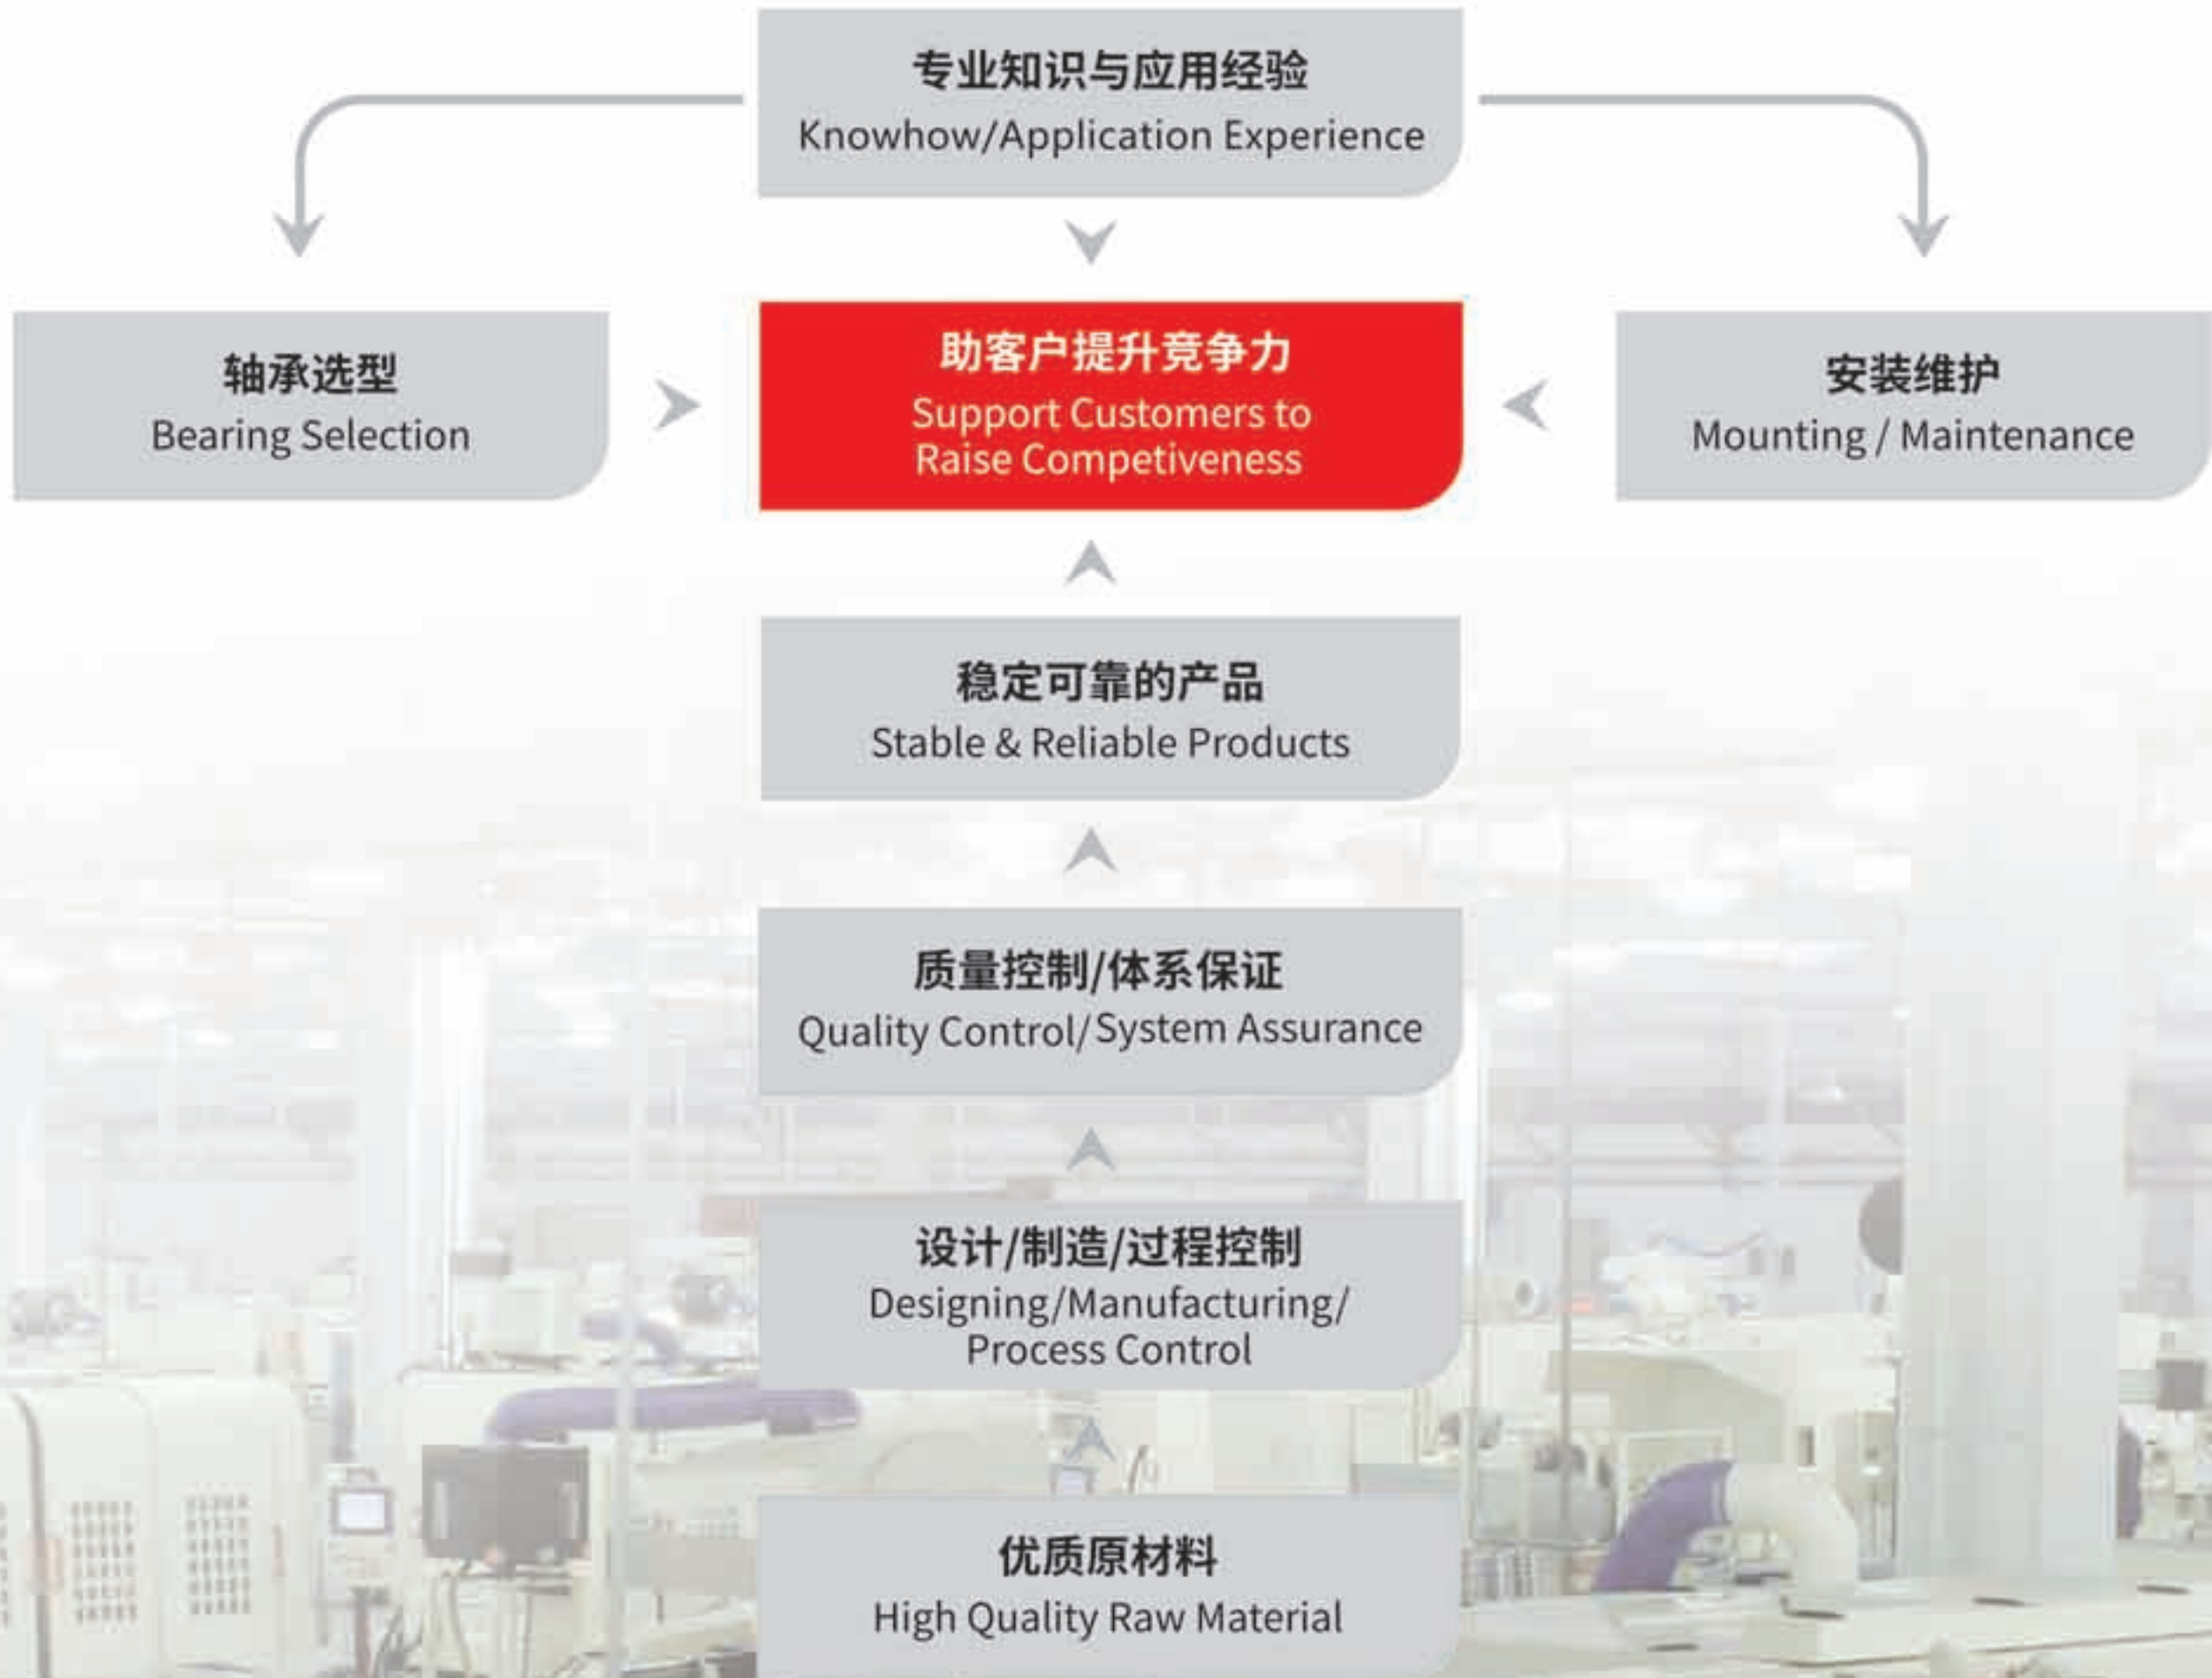 专业知识与应用经验
Knowhow/Application Experience
轴承选型
Bearing Selection
助客户提升竞争力
Support Customers to
Raise Competiveness
安装维护
Mounting / Maintenance
稳定可靠的产品
Stable & Reliable Products
质量控制/体系保证
Quality Control/System Assurance
设计/制造/过程控制
Designing/Manufacturing/
Process Control
优质原材料
High Quality Raw Material